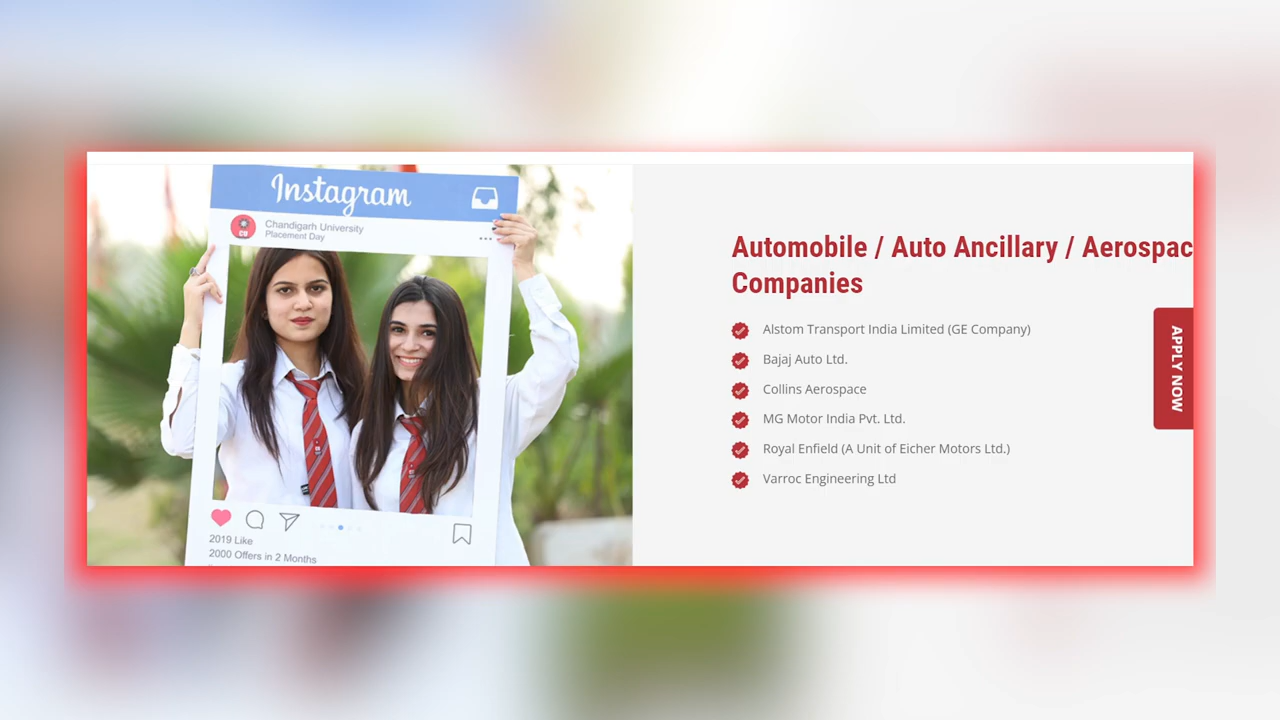 Instagram
CU
Chandigarh University
Placement Day
2019 Like
2000 Offers in 2 Months
Automobile / Auto Ancillary / Aerospac
Companies
Alstom Transport India Limited (GE Company)
Bajaj Auto Ltd.
Collins Aerospace
MG Motor India Pvt. Ltd.
Royal Enfield (A Unit of Eicher Motors Ltd.)
Varroc Engineering Ltd
APPLY NOW